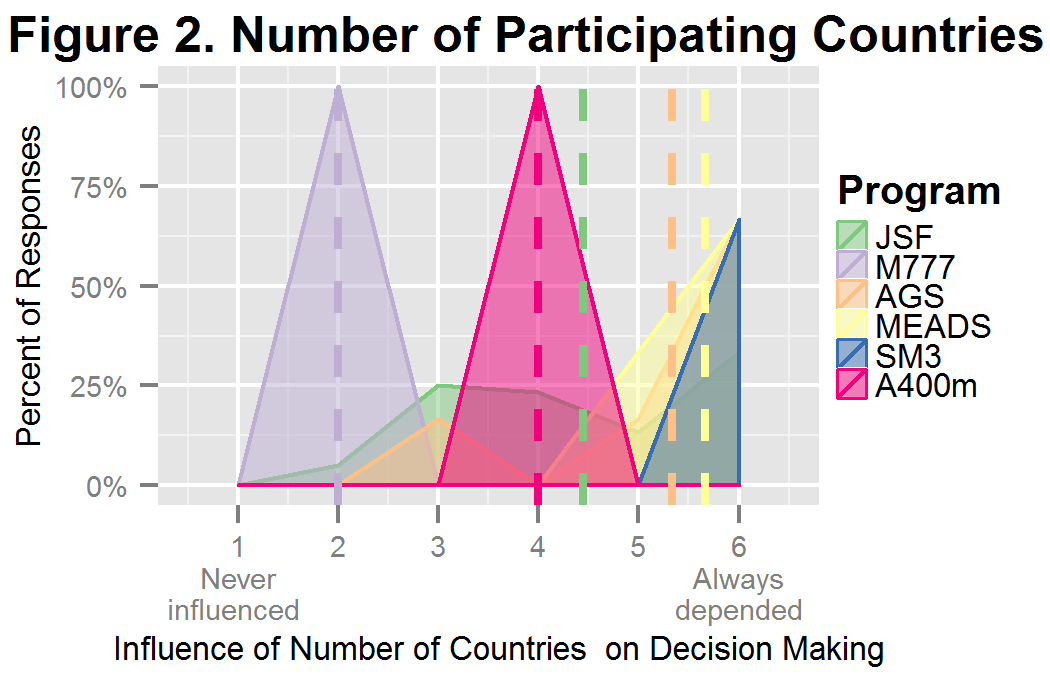 Figure 2. Number of Participating Countries
Percent of Responses
100%
75%
50%
25%
0%
1
2
3
4
5
6
Never
influenced
Always
depended
Influence of Number of Countries  on Decision Making
Program
JSF
M777
AGS
MEADS
SM3
A400m